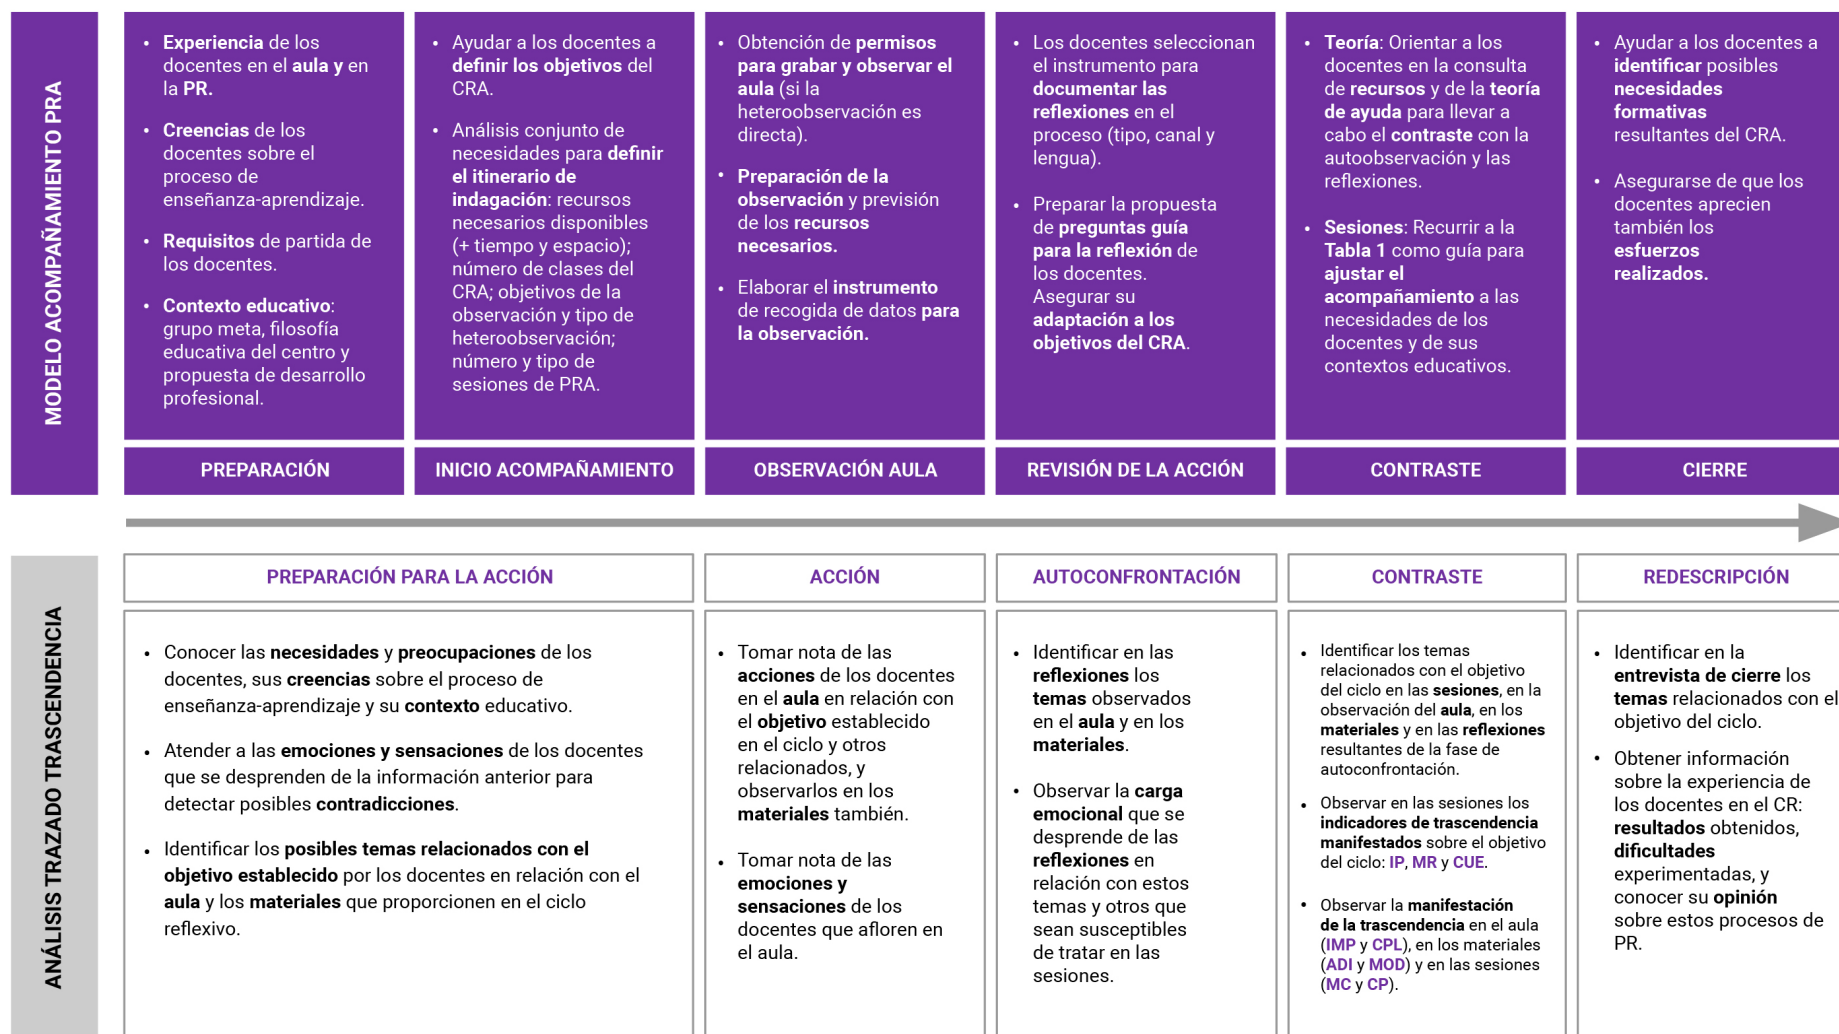 MODELO ACOMPAÑAMIENTO PRA
• Experiencia de los
docentes en el aula y en
la PR.
• Creencias de los
docentes sobre el
proceso de
enseñanza-aprendizaje.
• Requisitos de partida de
los docentes.
• Contexto educativo:
grupo meta, filosofía
educativa del centro y
propuesta de desarrollo
profesional.
PREPARACIÓN
• Ayudar a los docentes a
definir los objetivos del
CRA.
• Análisis conjunto de
necesidades para definir
el itinerario de
indagación: recursos
necesarios disponibles
(+ tiempo y espacio);
número de clases del
CRA; objetivos de la
observación y tipo de
heteroobservación;
número y tipo de
sesiones de PRA.
INICIO ACOMPAÑAMIENTO
• Obtención de permisos
para grabar y observar el
aula (si la
heteroobservación es
directa).
• Preparación de la
observación y previsión
de los recursos
necesarios.
• Elaborar el instrumento
de recogida de datos para
la observación.
OBSERVACIÓN AULA
• Los docentes seleccionan
el instrumento para
documentar las
reflexiones en el
proceso (tipo, canal y
lengua).
• Preparar la propuesta
de preguntas guía
para la reflexión de
los docentes.
Asegurar su
adaptación a los
objetivos del CRA.
REVISIÓN DE LA ACCIÓN
• Teoría: Orientar a los
docentes en la consulta
de recursos y de la teoría
de ayuda para llevar a
cabo el contraste con la
autoobservación y las
reflexiones.
• Sesiones: Recurrir a la
Tabla 1 como guía para
ajustar el
acompañamiento a las
necesidades de los
docentes y de sus
contextos educativos.
CONTRASTE
• Ayudar a los docentes a
identificar posibles
necesidades
formativas
resultantes del CRA.
• Asegurarse de que los
docentes aprecien
también los
esfuerzos
realizados.
CIERRE
ANÁLISIS TRAZADO TRASCENDENCIA
PREPARACIÓN PARA LA ACCIÓN
• Conocer las necesidades y preocupaciones de los
docentes, sus creencias sobre el proceso de
enseñanza-aprendizaje y su contexto educativo.
• Atender a las emociones y sensaciones de los docentes
que se desprenden de la información anterior para
detectar posibles contradicciones.
• Identificar los posibles temas relacionados con el
objetivo establecido por los docentes en relación con el
aula y los materiales que proporcionen en el ciclo
reflexivo.
ACCIÓN
• Tomar nota de las
acciones de los docentes
en el aula en relación con
el objetivo establecido
en el ciclo y otros
relacionados, y
observarlos en los
materiales también.
• Tomar nota de las
emociones y
sensaciones de los
docentes que afloren en
el aula.
AUTOCONFRONTACIÓN
• Identificar en las
reflexiones los
temas observados
en el aula y en los
materiales.
• Observar la carga
emocional que se
desprende de las
reflexiones en
relación con estos
temas y otros que
sean susceptibles
de tratar en las
sesiones.
CONTRASTE
• Identificar los temas
relacionados con el objetivo
del ciclo en las sesiones, en la
observación del aula, en los
materiales y en las reflexiones
resultantes de la fase de
autoconfrontación.
• Observar en las sesiones los
indicadores de trascendencia
manifestados sobre el objetivo
del ciclo: IP, MR y CUE.
• Observar la manifestación
de la trascendencia en el aula
(IMP y CPL), en los materiales
(ADI y MOD) y en las sesiones
(MC y CP).
REDESCRIPCIÓN
• Identificar en la
entrevista de cierre los
temas relacionados con el
objetivo del ciclo.
• Obtener información
sobre la experiencia de
los docentes en el CR:
resultados obtenidos,
dificultades
experimentadas, y
conocer su opinión
sobre estos procesos de
PR.